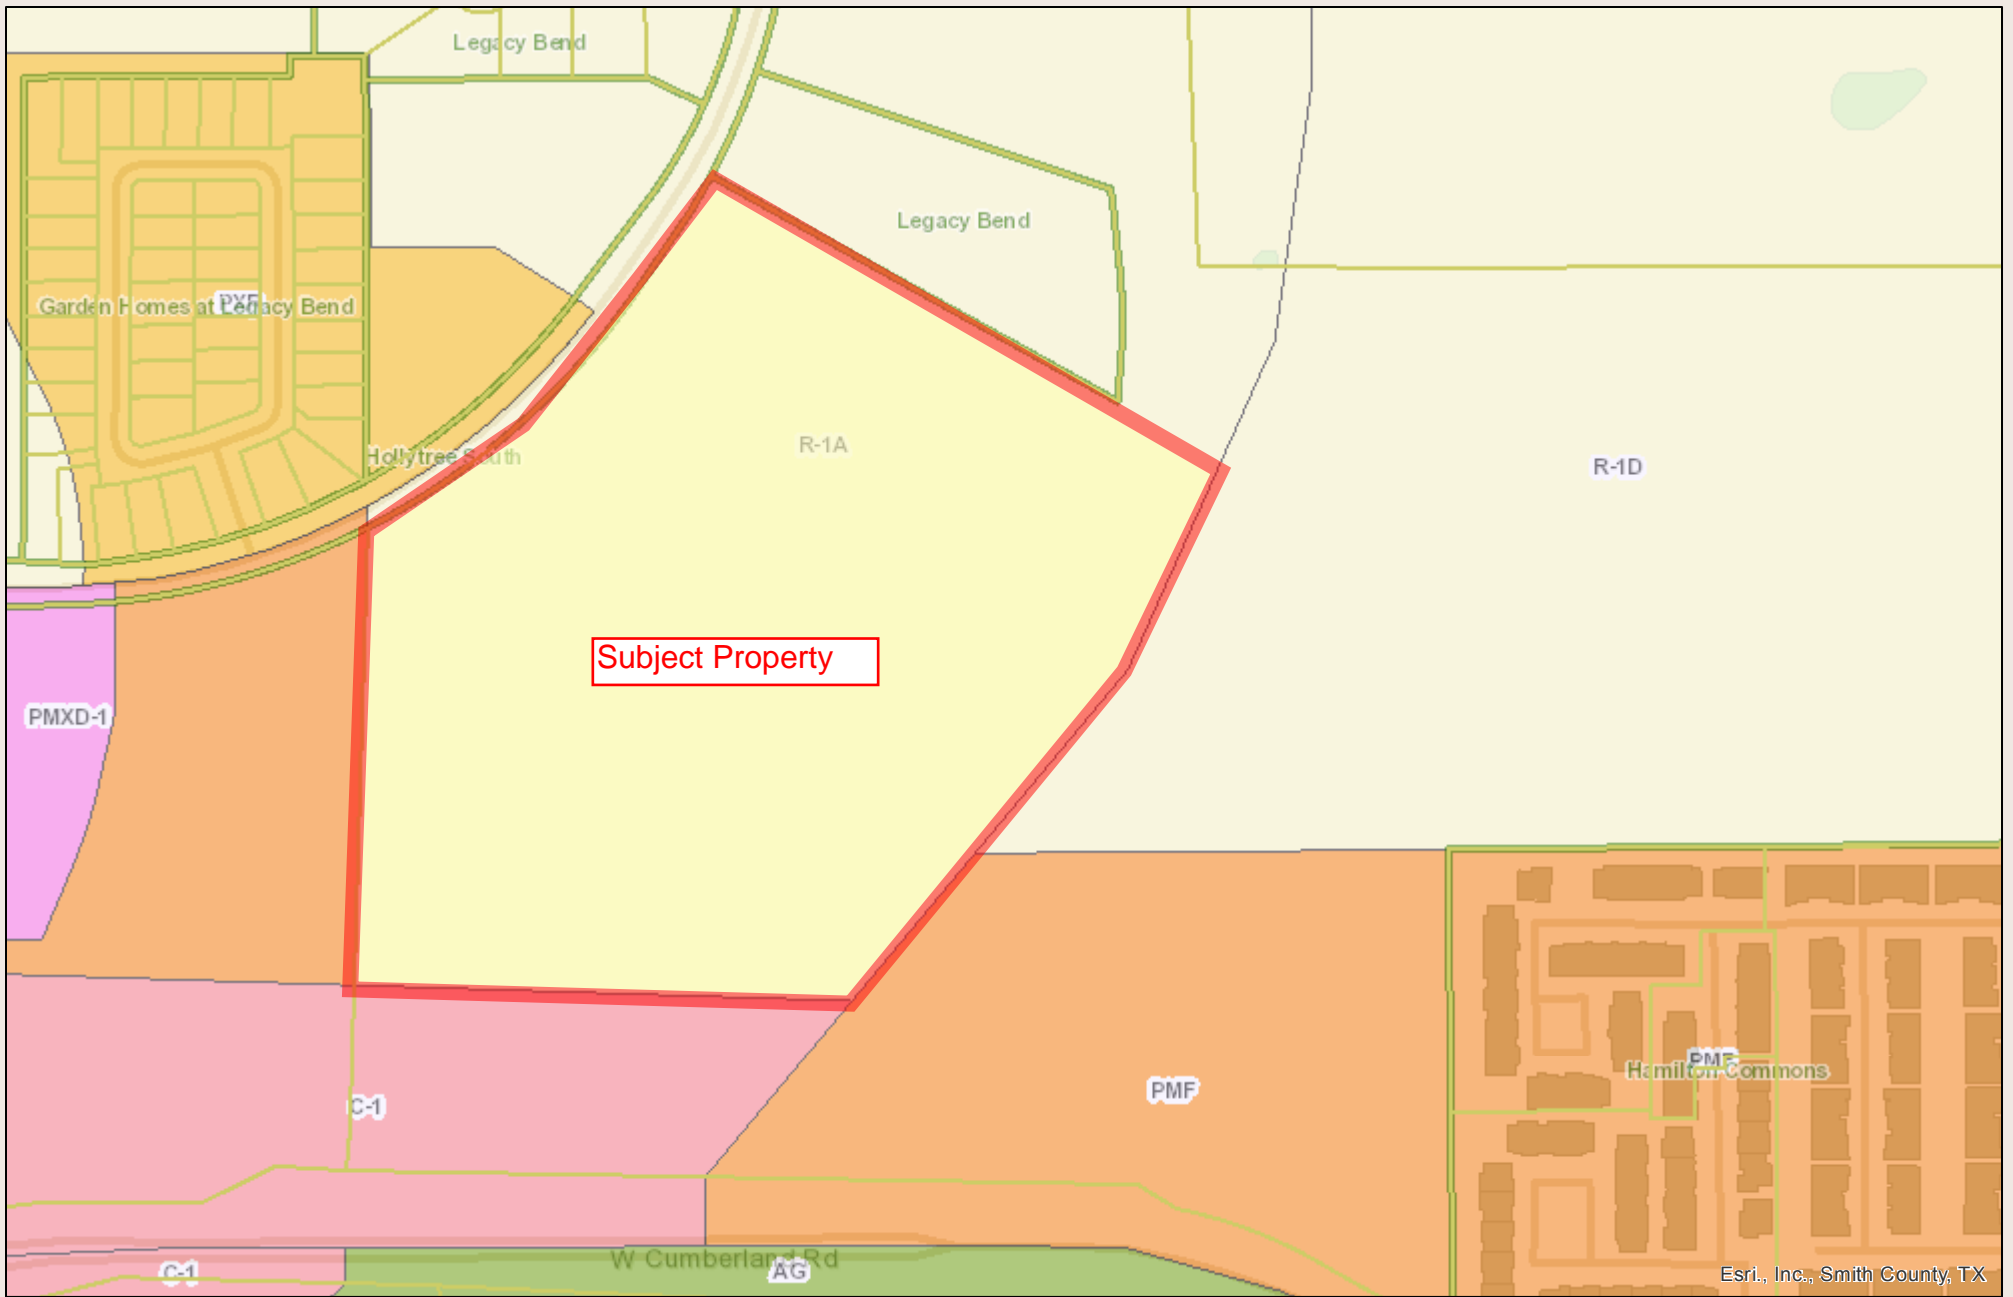 Legacy Bend
Legacy Bend
Garden Homes at Legacy Bend
R-1A
Hollytree South
R-1D
Subject Property
PMXD-1
Hamilton Commons
PMF
PMF
C-1
W Cumberland Rd
AG
C-1
Esri., Inc., Smith County, TX